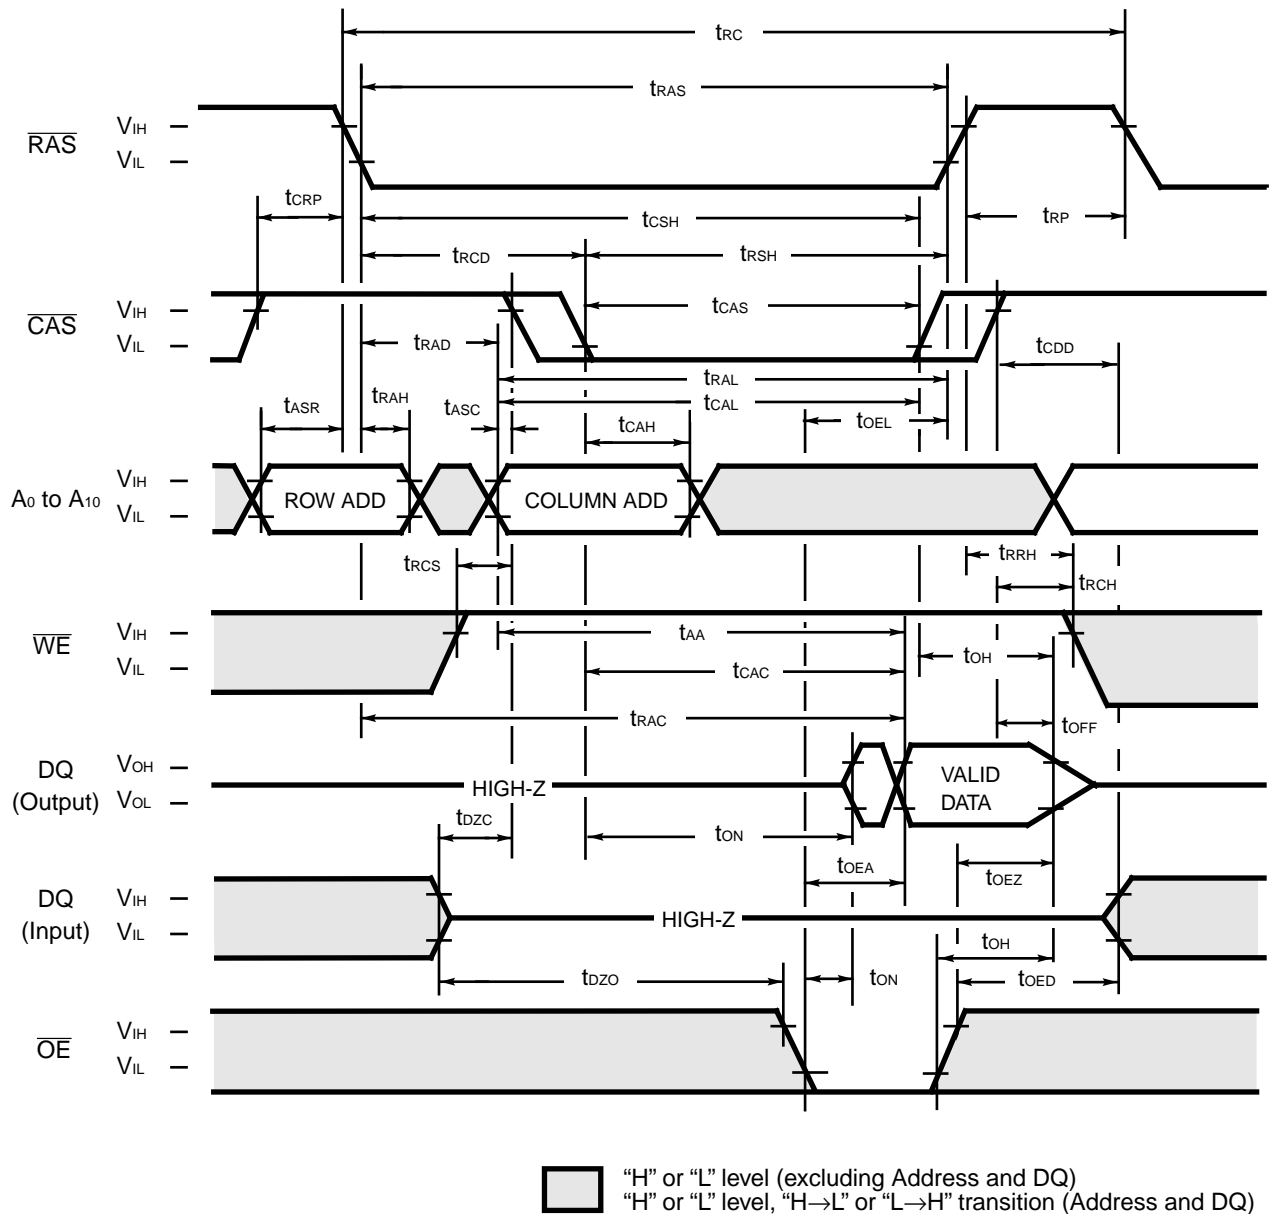 tRC
tRAS
RAS
VIH
VIL
tCRP
tCSH
tRP
tRCD
tRSH
CAS
VIH
VIL
tCAS
tRAD
tCDD
tRAL
tASR
tRAH
tASC
tCAL
tCAH
tOEL
A0 to A10
VIH
VIL
ROW ADD
COLUMN ADD
tRCS
tRRH
tRCH
WE
VIH
VIL
tAA
tOH
tCAC
tRAC
tOFF
DQ
(Output)
VOH
VOL
HIGH-Z
VALID
DATA
tDZC
tON
tOEA
tOEZ
DQ
(Input)
VIH
VIL
HIGH-Z
tOH
tDZO
tON
tOED
OE
VIH
VIL
“H” or “L” level (excluding Address and DQ)
“H” or “L” level, “H→L” or “L→H” transition (Address and DQ)